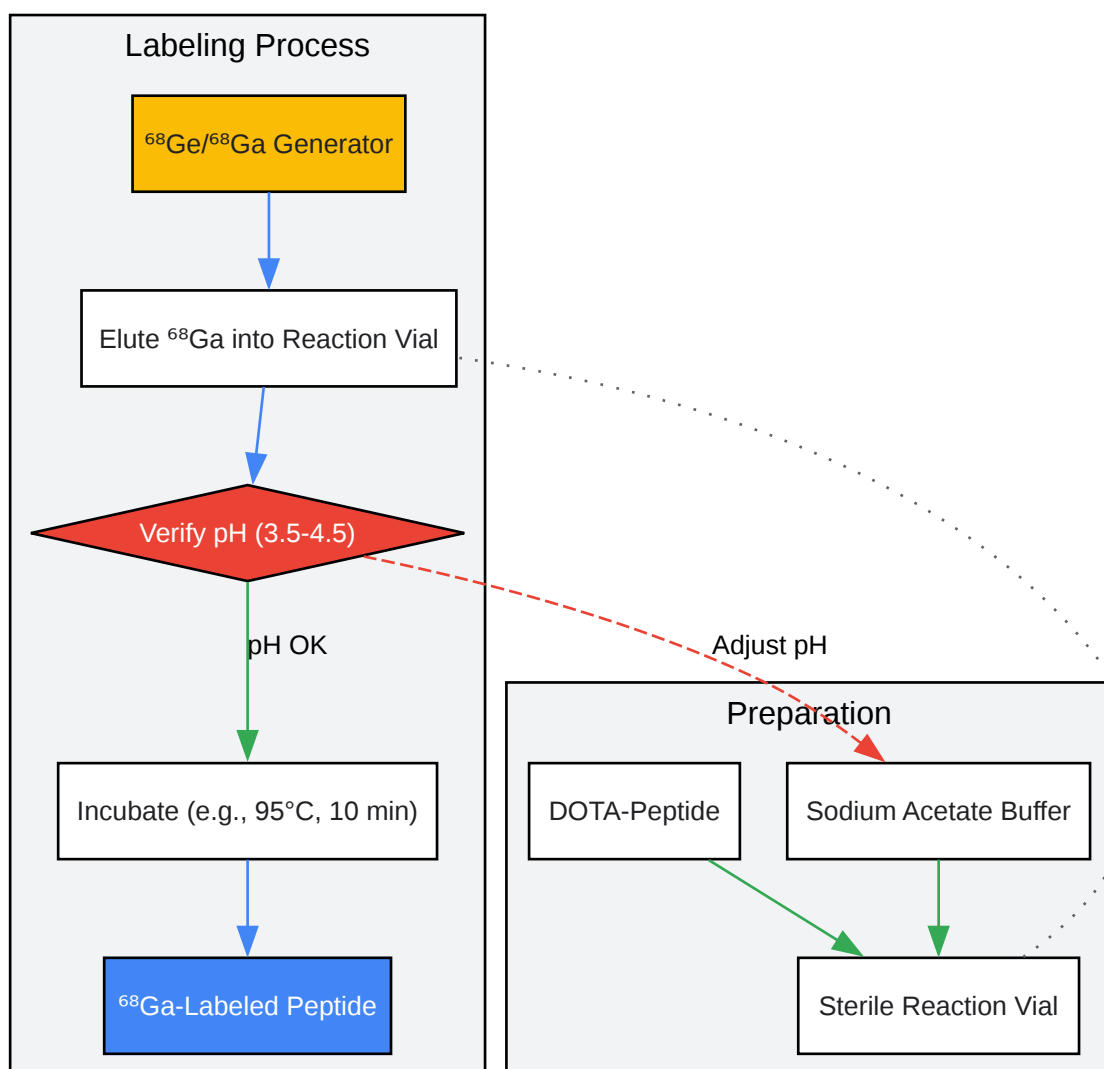 Labeling Process
⁶⁸Ge/⁶⁸Ga Generator
Elute ⁶⁸Ga into Reaction Vial
Verify pH (3.5-4.5)
pH OK
Adjust pH
Incubate (e.g., 95°C, 10 min)
⁶⁸Ga-Labeled Peptide
Preparation
DOTA-Peptide
Sodium Acetate Buffer
Sterile Reaction Vial